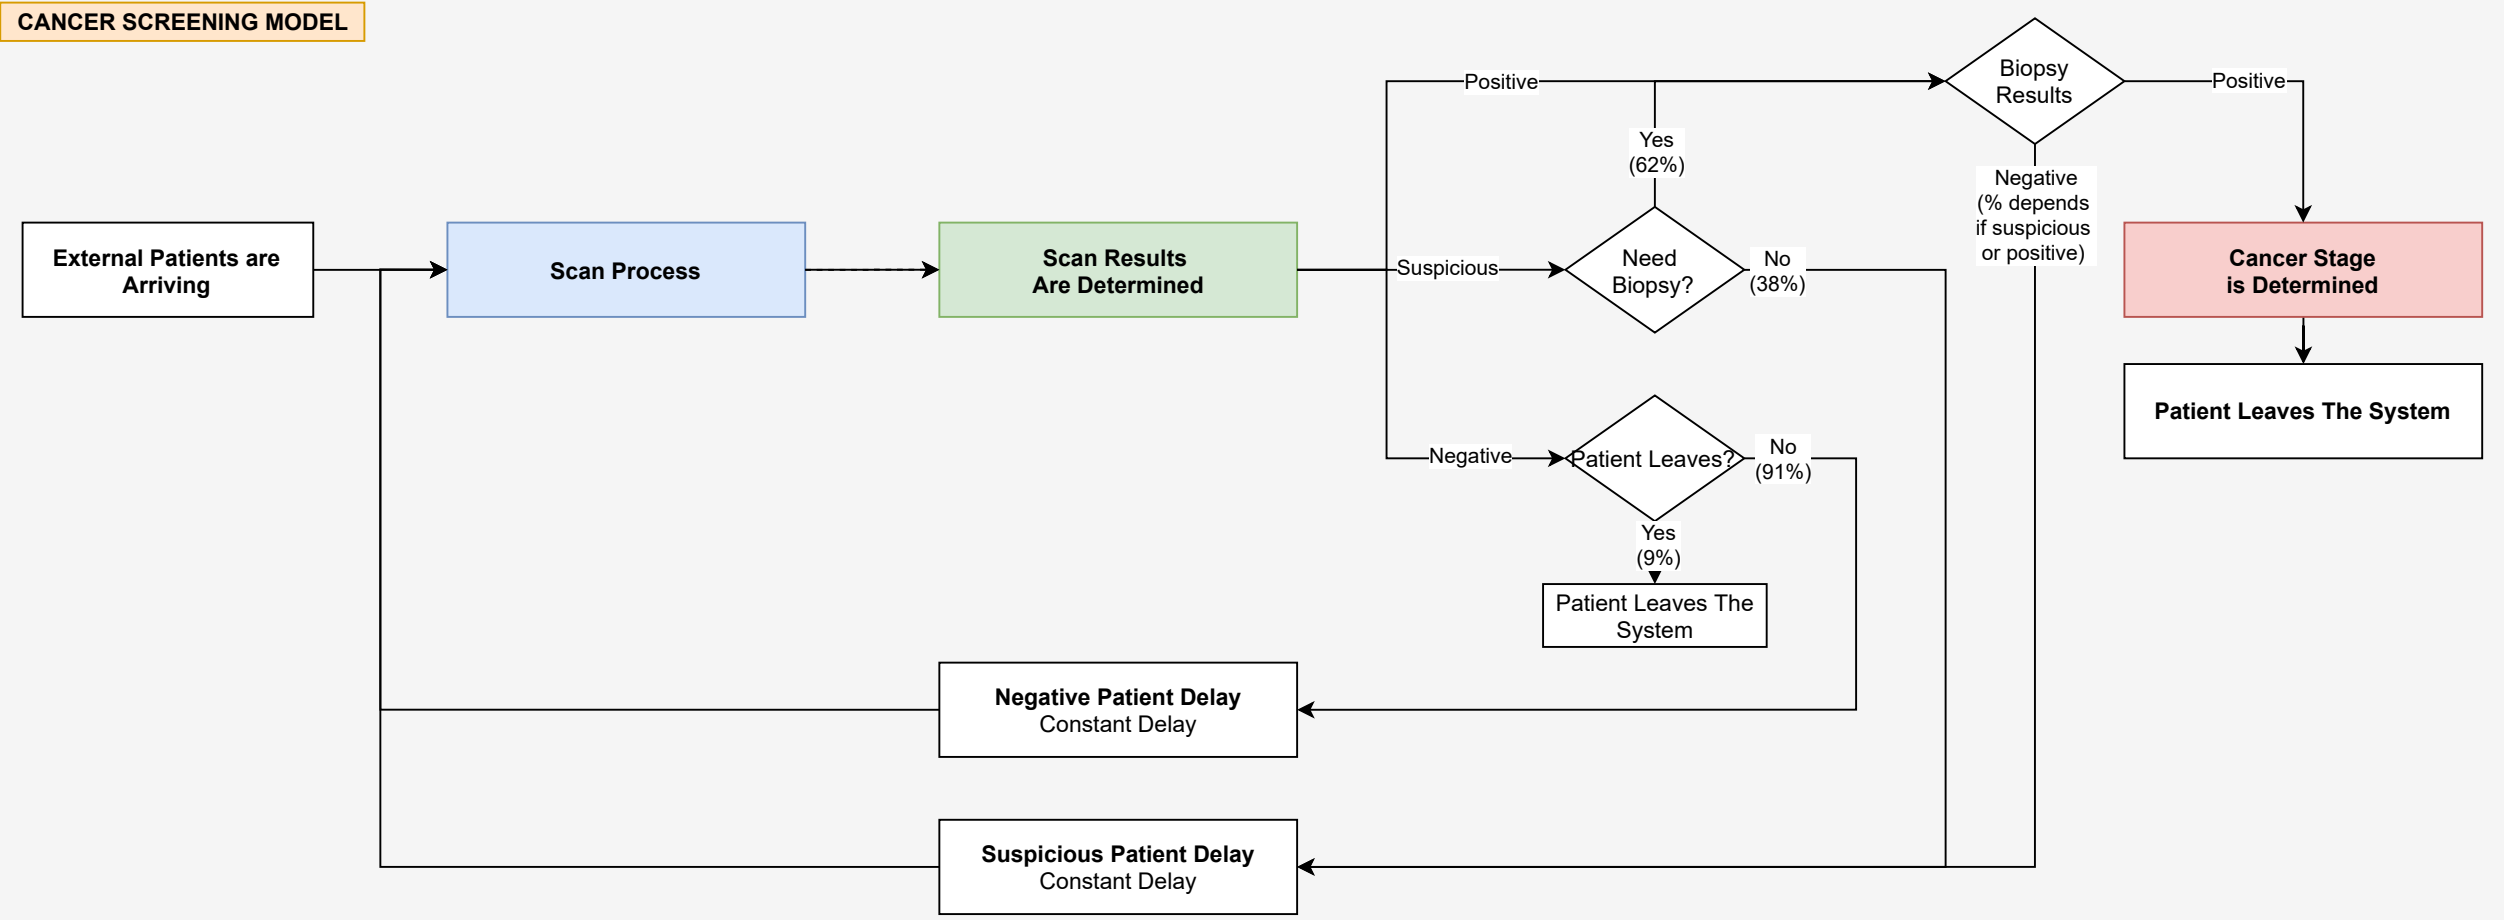 CANCER SCREENING MODEL
External Patients are
Arriving
Scan Process
Scan Results
Are Determined
Positive
Suspicious
Negative
Yes
(62%)
Need
Biopsy?
No
(38%)
Patient Leaves?
No
(91%)
Yes
(9%)
Patient Leaves The
System
Biopsy
Results
Positive
Negative
(% depends
if suspicious
or positive)
Cancer Stage
is Determined
Patient Leaves The System
Negative Patient Delay
Constant Delay
Suspicious Patient Delay
Constant Delay